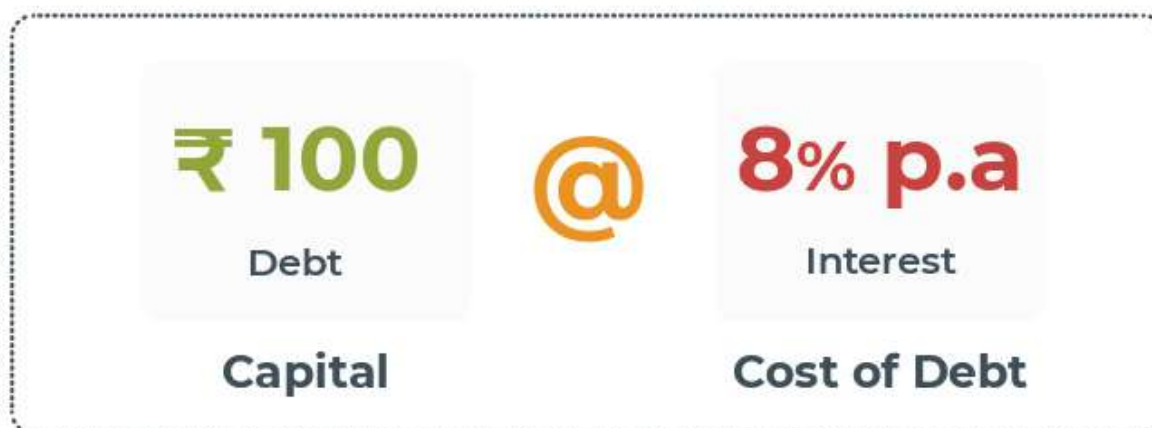 ₹ 100 @ 8% p.a
Debt Interest
Capital Cost of Debt